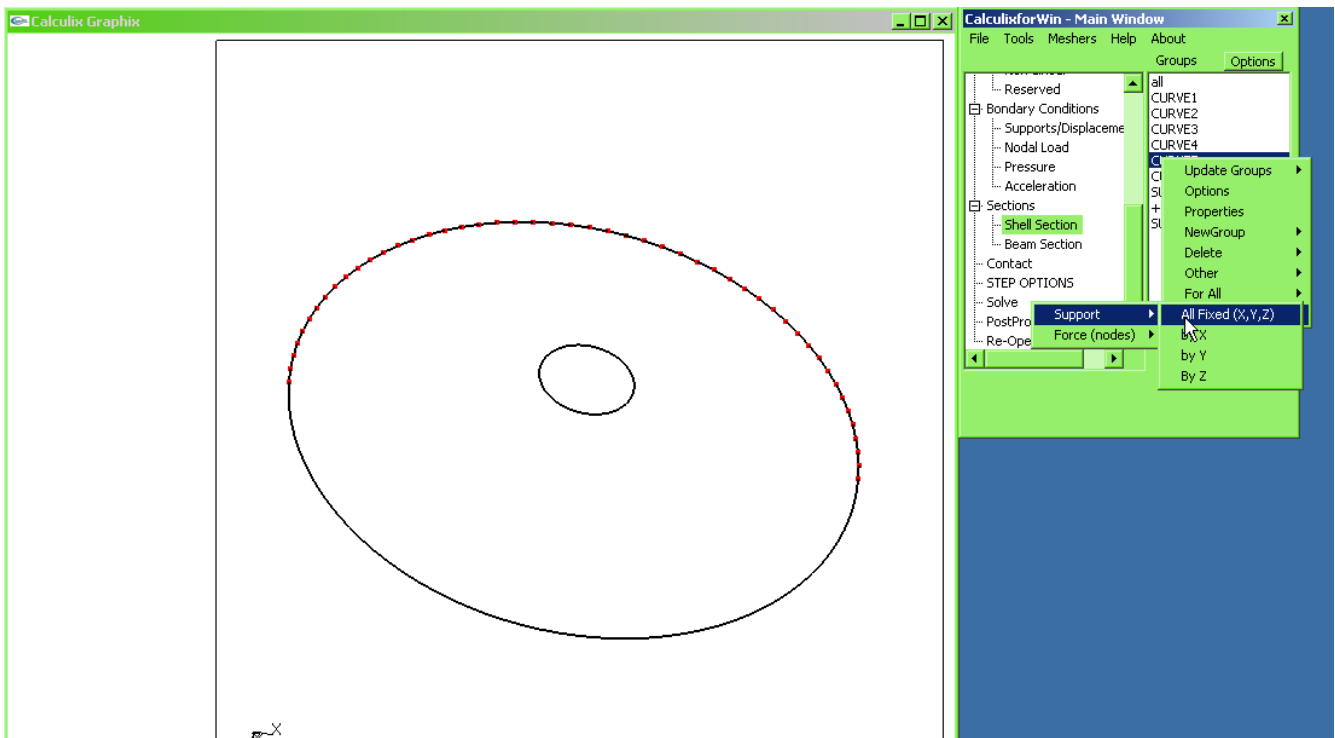 Calculix Graphix
X
CalculixforWin - Main Window
File Tools Meshers Help About
Groups Options
Reserved
Bondary Conditions
Supports/Displaceme
Nodal Load
Pressure
Acceleration
Sections
Shell Section
Beam Section
Contact
STEP OPTIONS
Solve
PostPro
Re-Ope
all
CURVE1
CURVE2
CURVE3
CURVE4
+
Update Groups
Options
Properties
NewGroup
Delete
Other
For All
Support
Force (nodes)
All Fixed (X,Y,Z)
by X
by Y
By Z